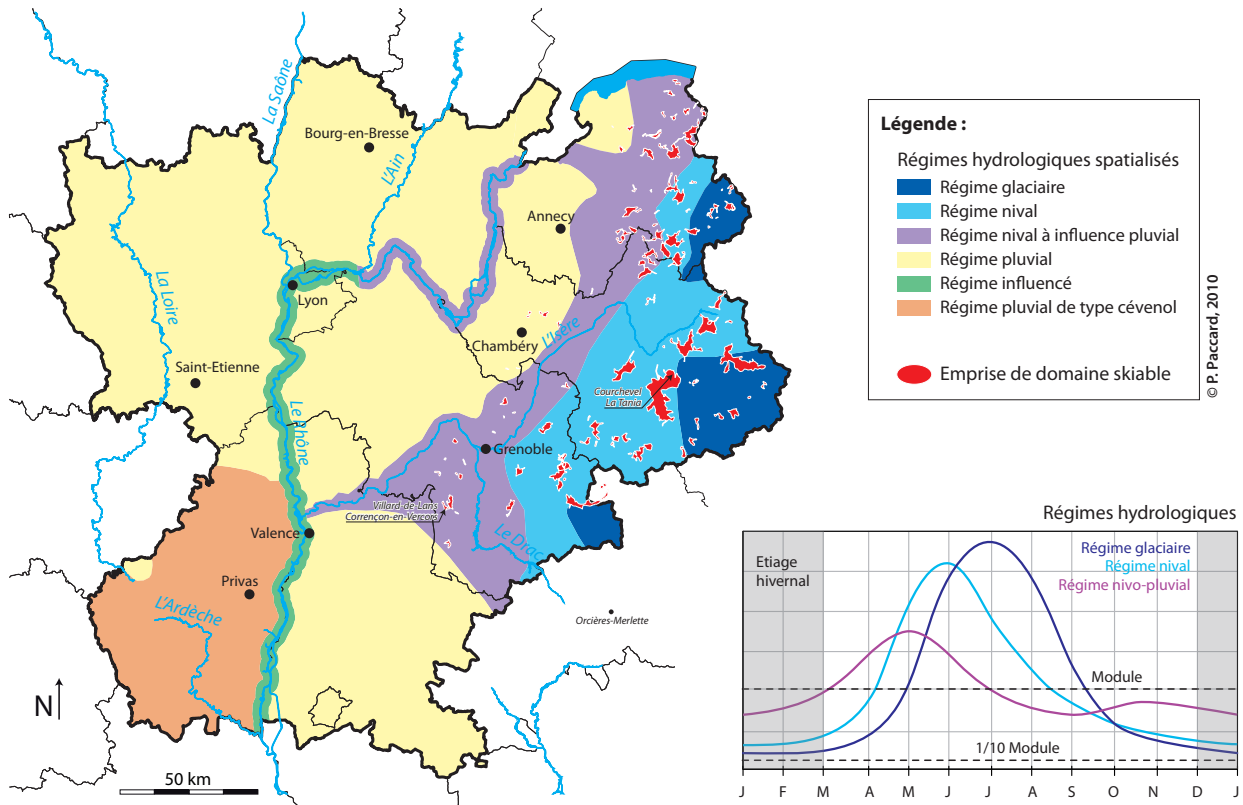 La Saône
Bourg-en-Bresse
L'Ain
Annecy
La Loire
Lyon
Chambéry
L'Isère
Saint-Etienne
Courchevel
La Tania
Le Rhône
Grenoble
Villard-de-Lans
Corrençon-en-Vercors
Valence
Le Drac
Privas
L'Ardèche
Orcières-Merlette
N
50 km
Légende :
Régimes hydrologiques spatialisés
Régime glaciaire
Régime nival
Régime nival à influence pluvial
Régime pluvial
Régime influencé
Régime pluvial de type cévenol
Emprise de domaine skiable
© P. Paccard, 2010
Régimes hydrologiques
Etiage
hivernal
Régime glaciaire
Régime nival
Régime nivo-pluvial
Module
1/10 Module
J F M A M J J A S O N D J